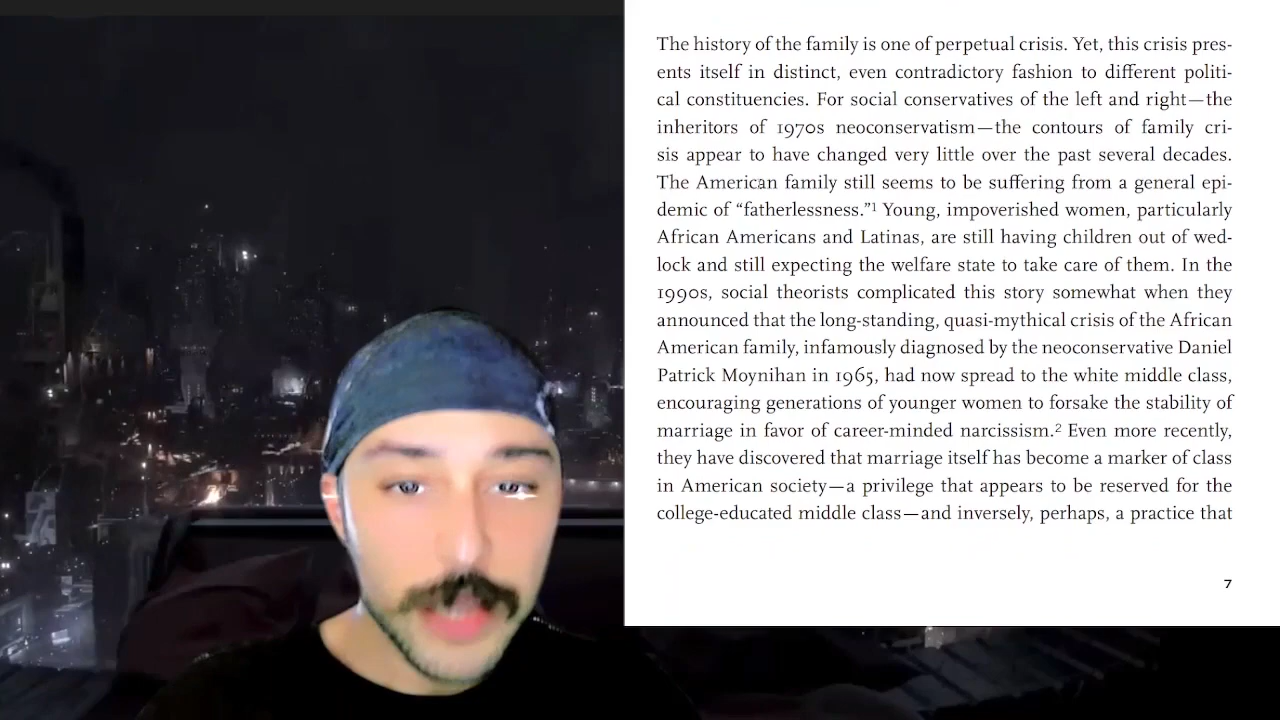 The history of the family is one of perpetual crisis. Yet, this crisis pres-
ents itself in distinct, even contradictory fashion to different politi-
cal constituencies. For social conservatives of the left and right—the
inheritors of 1970s neoconservatism—the contours of family cri-
sis appear to have changed very little over the past several decades.
The American family still seems to be suffering from a general epi-
demic of “fatherlessness.”1 Young, impoverished women, particularly
African Americans and Latinas, are still having children out of wed-
lock and still expecting the welfare state to take care of them. In the
1990s, social theorists complicated this story somewhat when they
announced that the long-standing, quasi-mythical crisis of the African
American family, infamously diagnosed by the neoconservative Daniel
Patrick Moynihan in 1965, had now spread to the white middle class,
encouraging generations of younger women to forsake the stability of
marriage in favor of career-minded narcissism.2 Even more recently,
they have discovered that marriage itself has become a marker of class
in American society—a privilege that appears to be reserved for the
college-educated middle class—and inversely, perhaps, a practice that
7